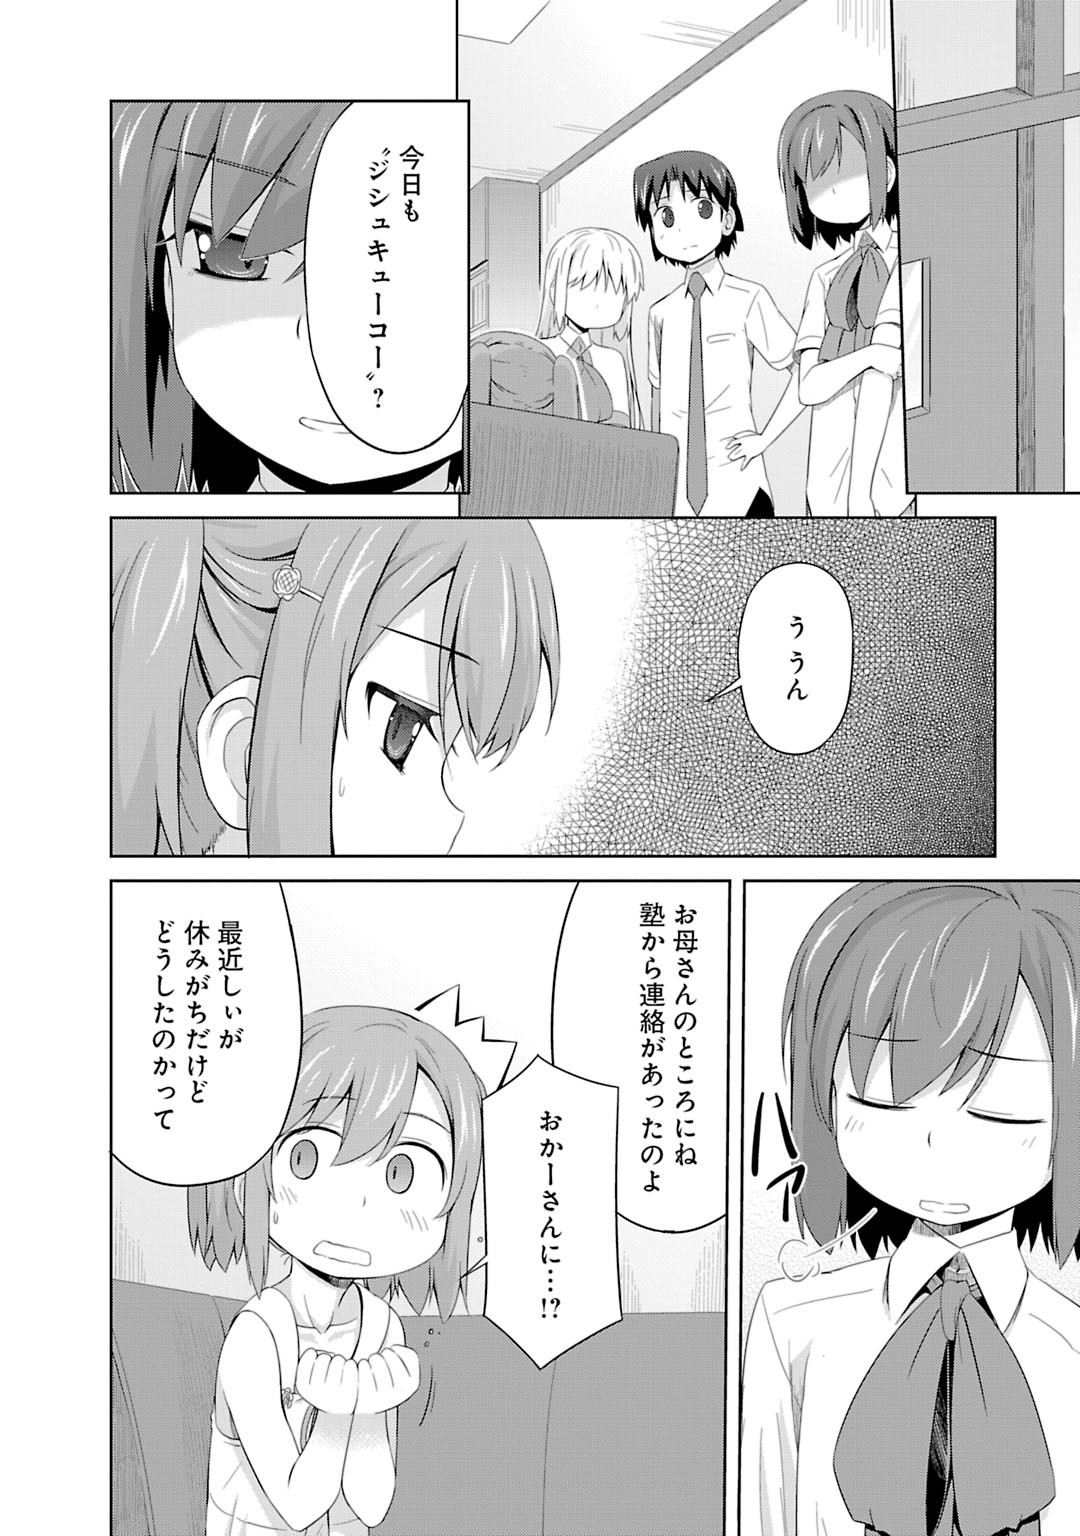 今日も
〝ジシュキューコー〟?
う うん
ハァ
お母さんのところにね
塾から連絡があったのよ
おかーさんに…!?
最近しぃが
休みがちだけど
どうしたのかって